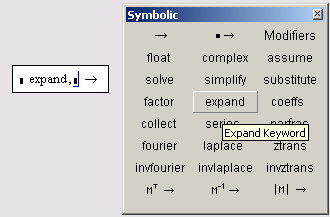 Symbolic
→ ▪ → Modifiers
float complex assume
▪ expand,▪ →
solve simplify substitute
factor expand coeffs
collect series parfrac
Expand Keyword
fourier laplace ztrans
invfourier invlaplace invztrans
Mᵀ → M⁻¹ → |M| →